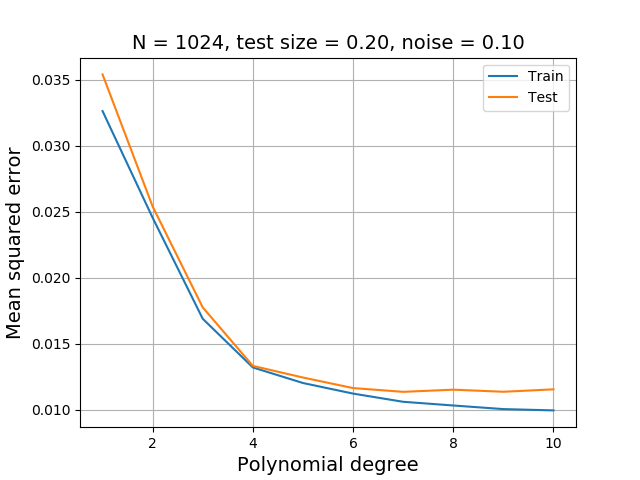 N = 1024, test size = 0.20, noise = 0.10
Train
Test
Mean squared error
0.035
0.030
0.025
0.020
0.015
0.010
2 4 6 8 10
Polynomial degree